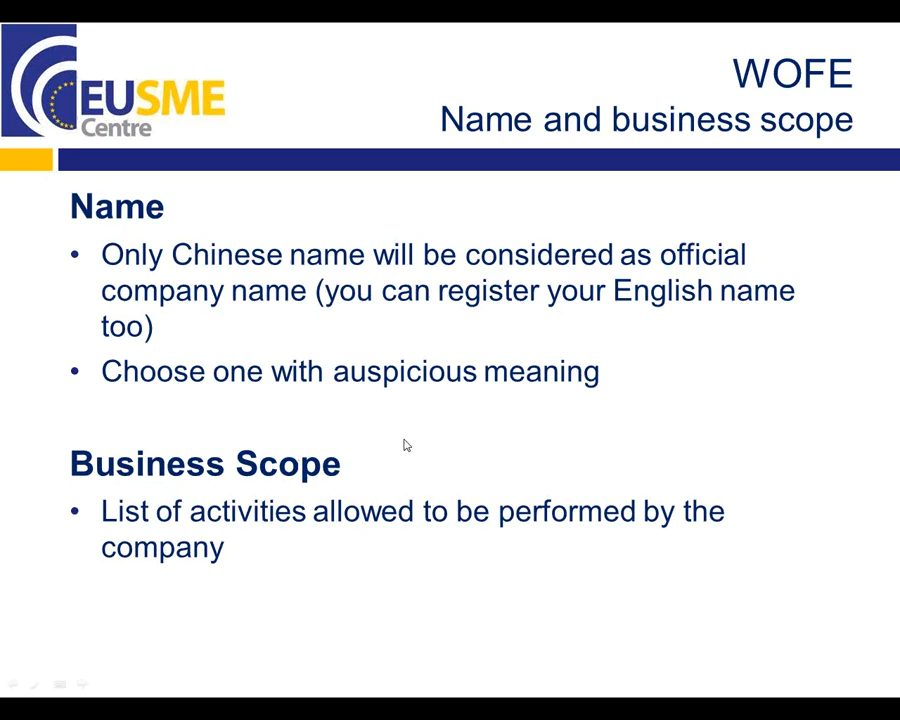 EUSME
Centre
WOFE
Name and business scope
Name
• Only Chinese name will be considered as official
company name (you can register your English name
too)
• Choose one with auspicious meaning
Business Scope
• List of activities allowed to be performed by the
company